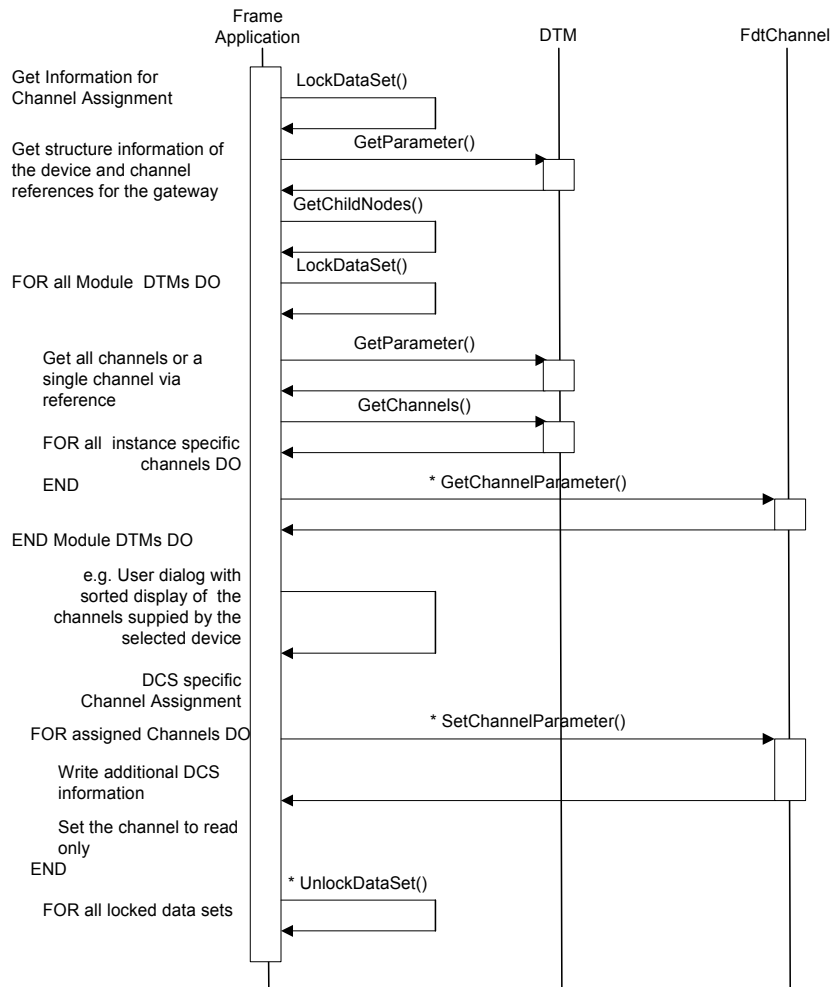 Frame
Application
DTM
FdtChannel
Get Information for
Channel Assignment
LockDataSet()
Get structure information of
the device and channel
references for the gateway
GetParameter()
GetChildNodes()
LockDataSet()
FOR all Module DTMs DO
GetParameter()
Get all channels or a
single channel via
reference
GetChannels()
FOR all instance specific
channels DO
END
* GetChannelParameter()
END Module DTMs DO
e.g. User dialog with
sorted display of the
channels suppied by the
selected device
DCS specific
Channel Assignment
* SetChannelParameter()
FOR assigned Channels DO
Write additional DCS
information
Set the channel to read
only
END
* UnlockDataSet()
FOR all locked data sets